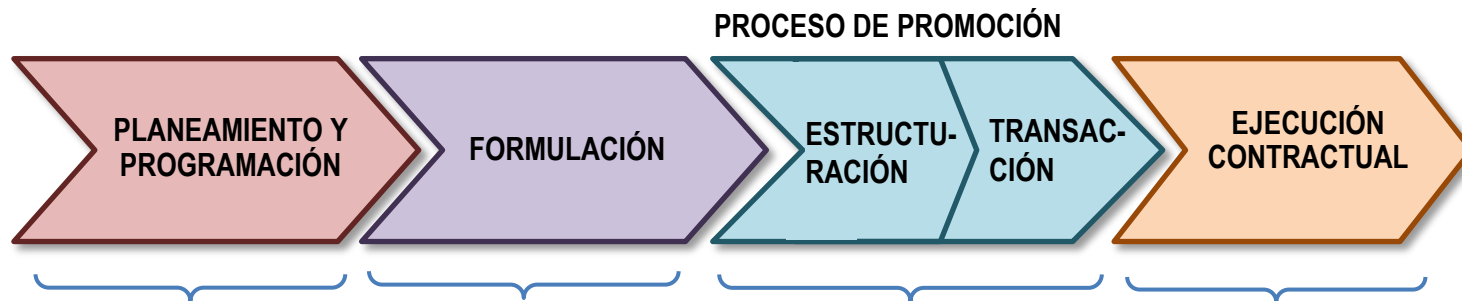 PROCESO DE PROMOCIÓN
PLANEAMIENTO Y
PROGRAMACIÓN
FORMULACIÓN
ESTRUCTU-
RACIÓN
TRANSAC-
CIÓN
EJECUCIÓN
CONTRACTUAL